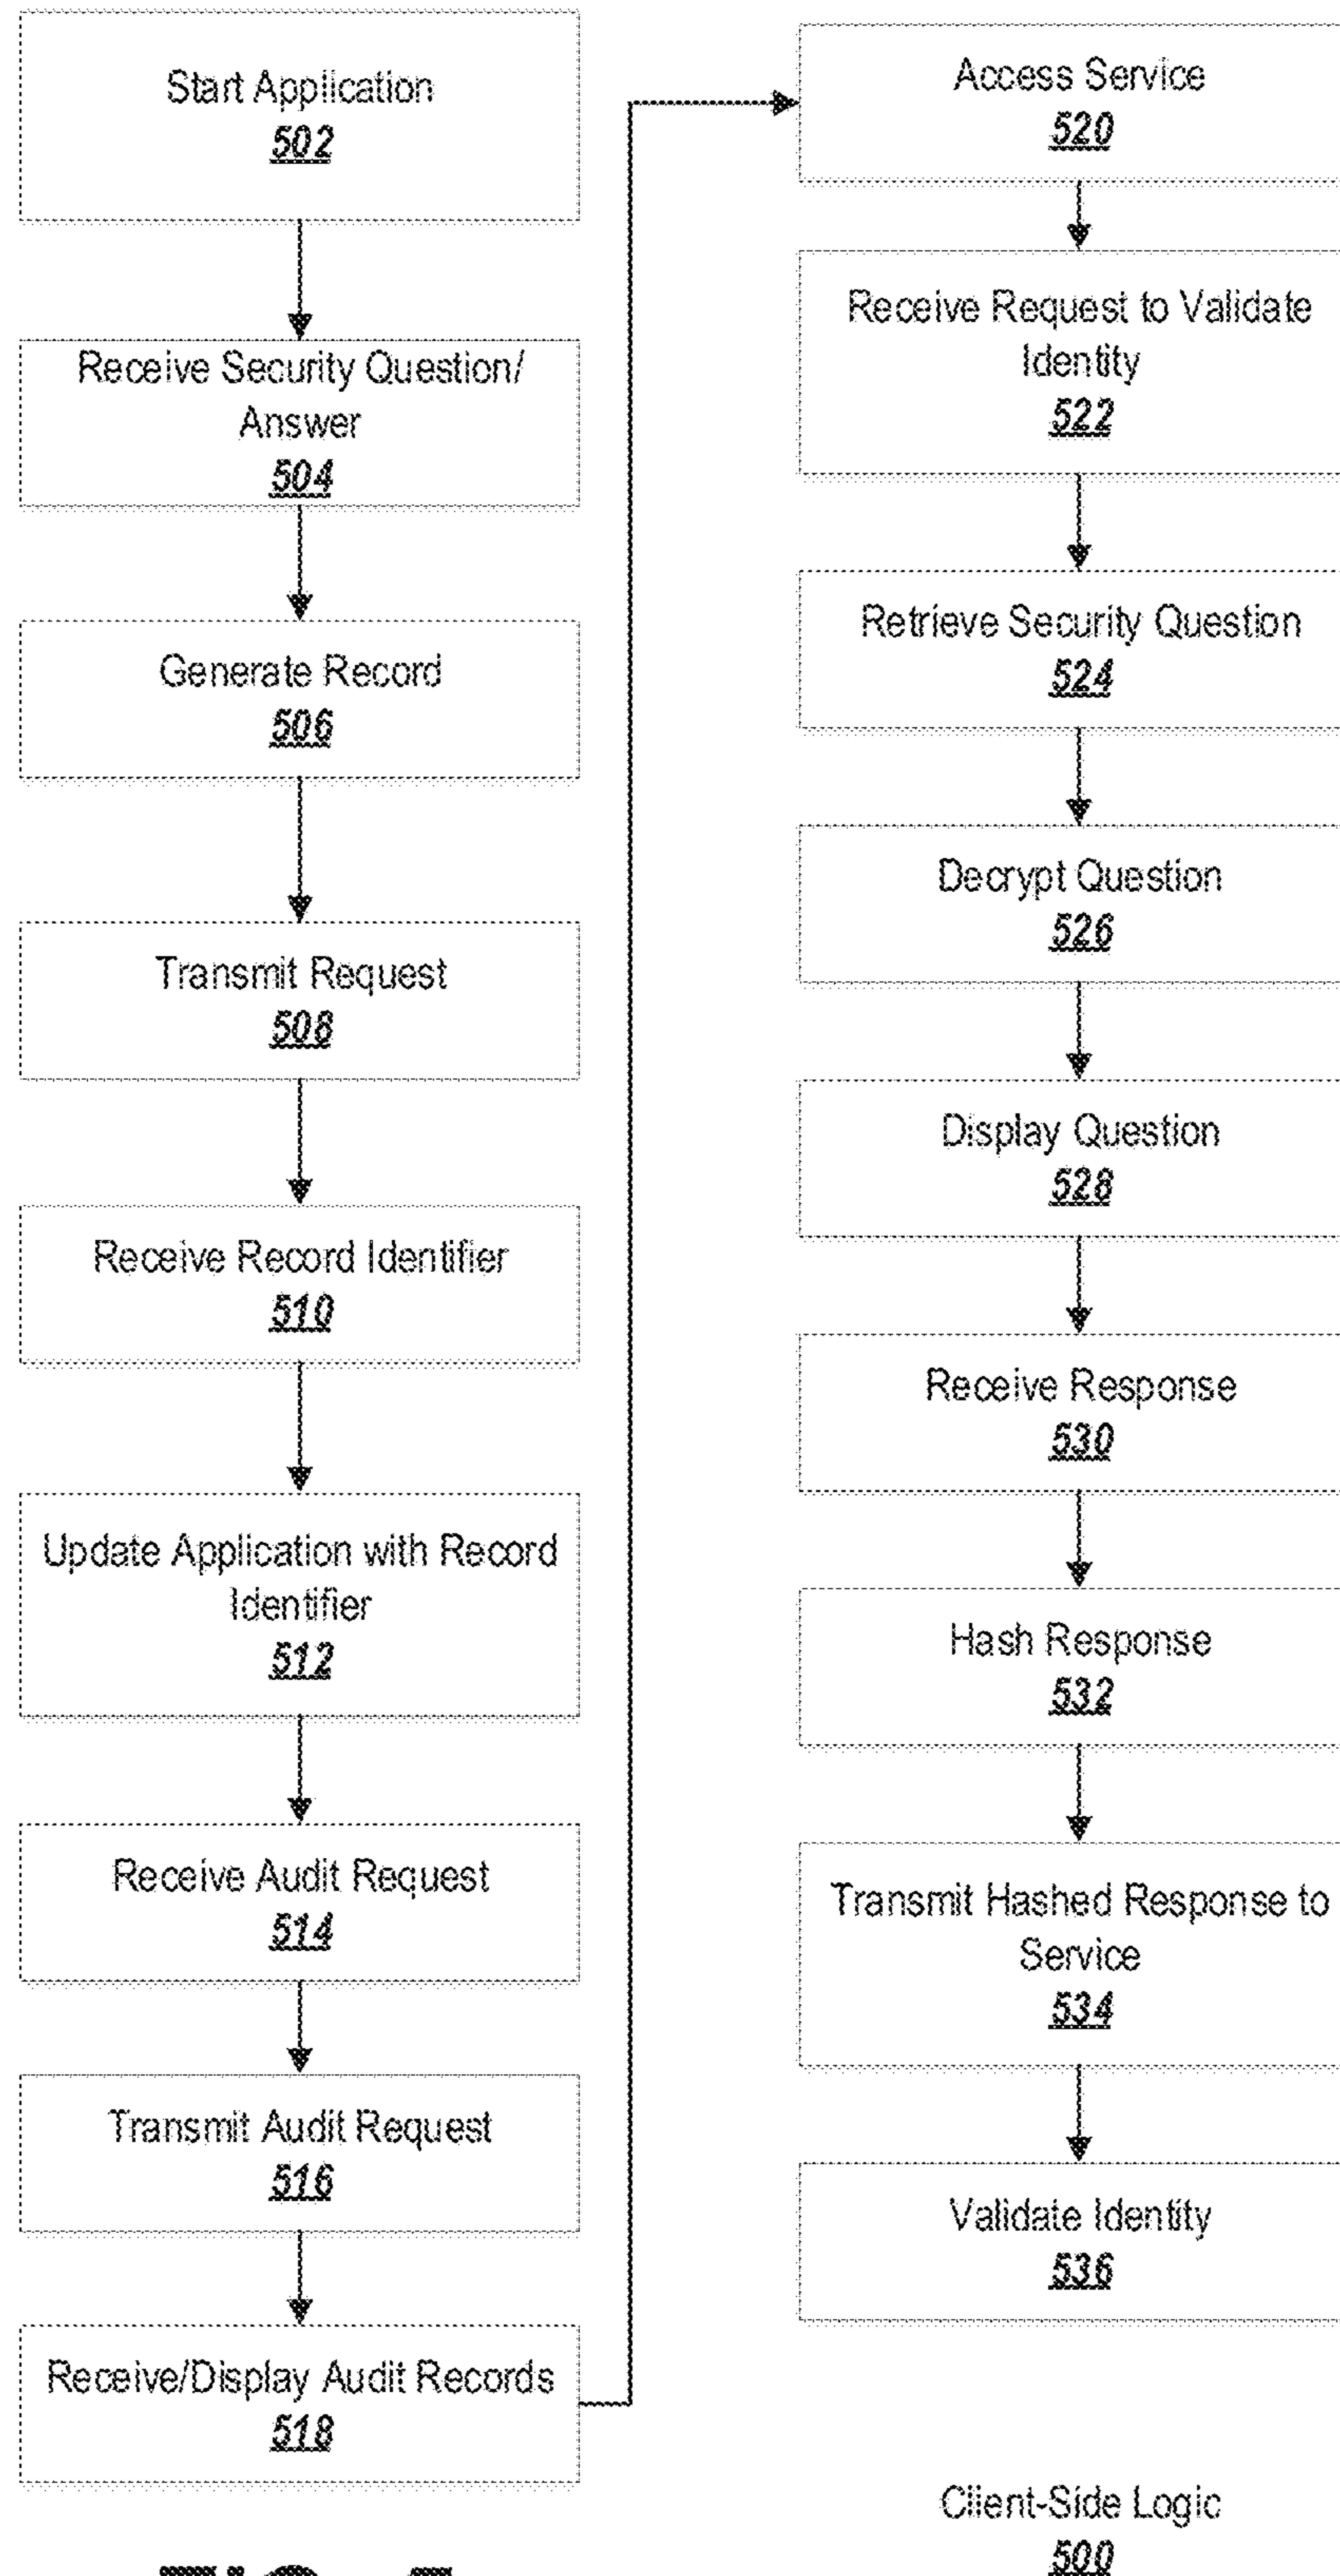 Start Application
502
Receive Security Question/
Answer
504
Generate Record
506
Transmit Request
508
Receive Record Identifier
510
Update Application with Record
Identifier
512
Receive Audit Request
514
Transmit Audit Request
516
Receive/Display Audit Records
518
Access Service
520
Receive Request to Validate
Identity
522
Retrieve Security Question
524
Decrypt Question
526
Display Question
528
Receive Response
530
Hash Response
532
Transmit Hashed Response to
Service
534
Validate Identity
536
Client-Side Logic
500